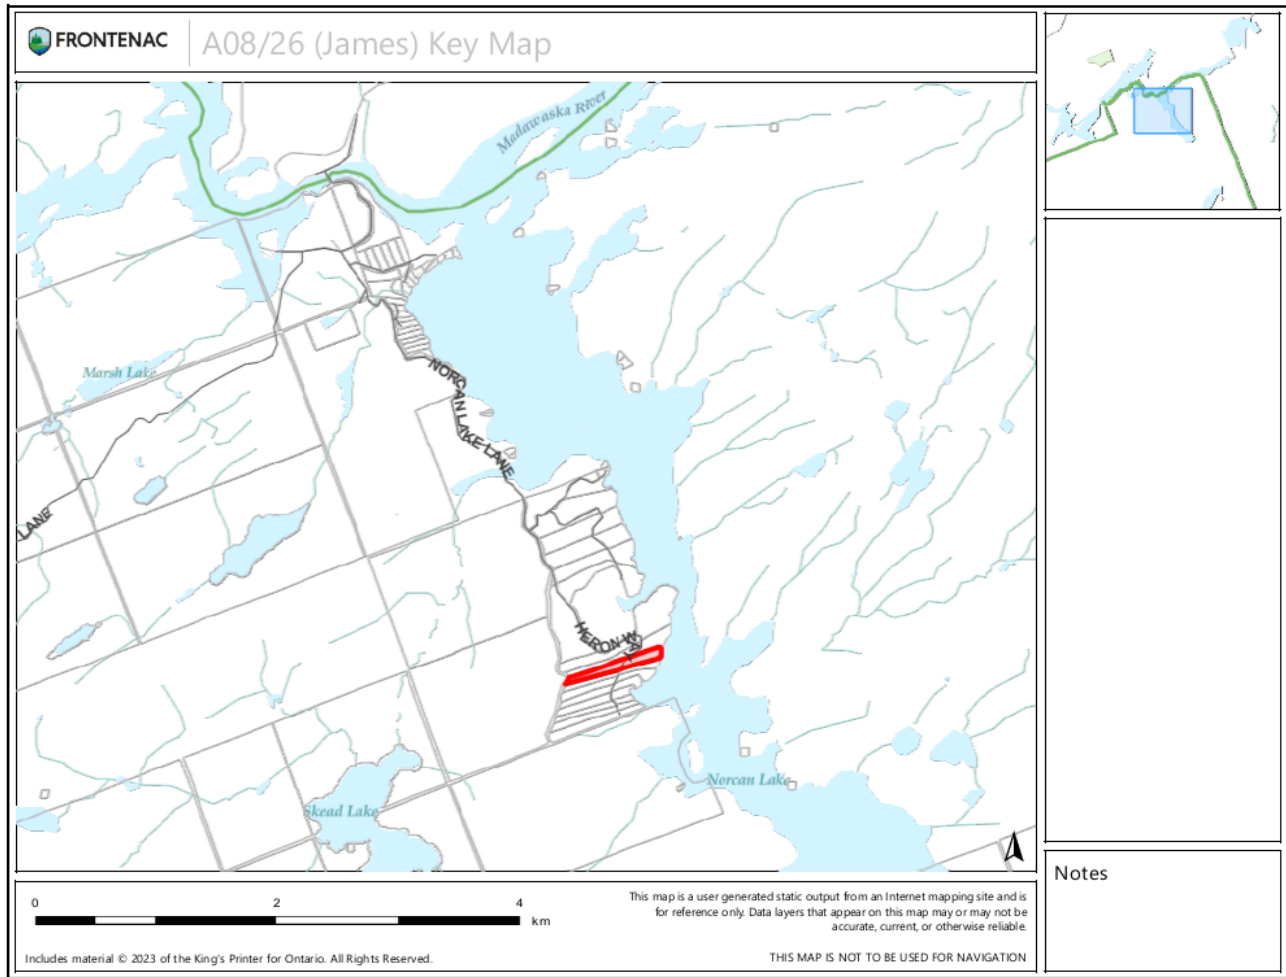 FRONTENAC
A08/26 (James) Key Map
Madawaska River
Marsh Lake
NORCAN LAKE LANE
LANE
HERON WAY
Norcan Lake
Skead Lake
Notes
0 2 4
km
This map is a user generated static output from an Internet mapping site and is
for reference only. Data layers that appear on this map may or may not be
accurate, current, or otherwise reliable.
Includes material © 2023 of the King's Printer for Ontario. All Rights Reserved.
THIS MAP IS NOT TO BE USED FOR NAVIGATION